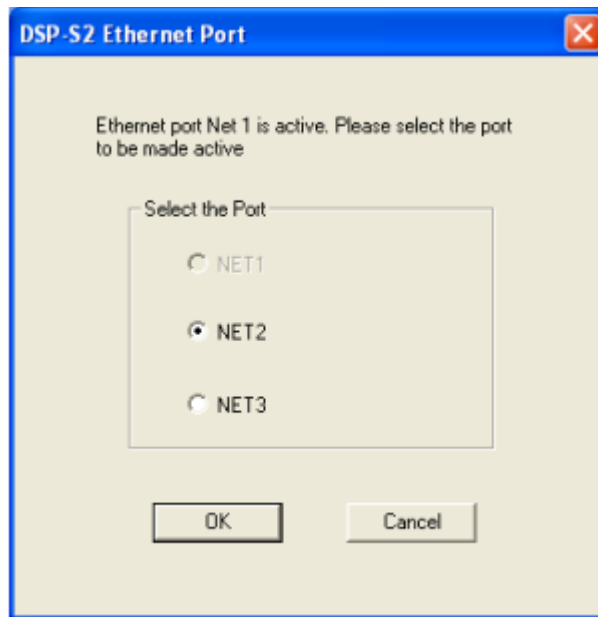 DSP-S2 Ethernet Port
Ethernet port Net 1 is active. Please select the port
to be made active
Select the Port
NET1
NET2
NET3
OK
Cancel